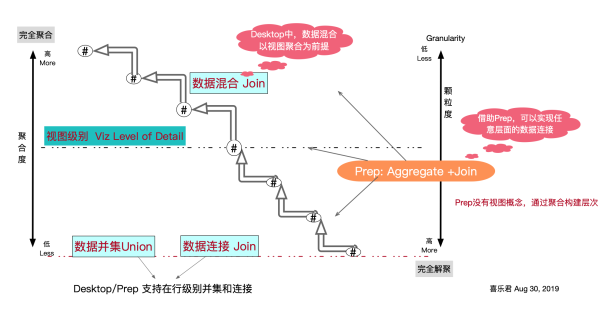 完全聚合
高
More
聚合度
低
Less
#
#
#
#
#
#
#
Desktop中，数据混合
以视图聚合为前提
数据混合 Join
视图级别 Viz Level of Detail
数据并集Union
数据连接 Join
Desktop/Prep 支持在行级别并集和连接
Granularity
低
Less
颗粒度
借助Prep，可以实现任
意层面的数据连接
Prep: Aggregate +Join
Prep没有视图概念，通过聚合构建层次
高
More
完全解聚
喜乐君 Aug 30, 2019